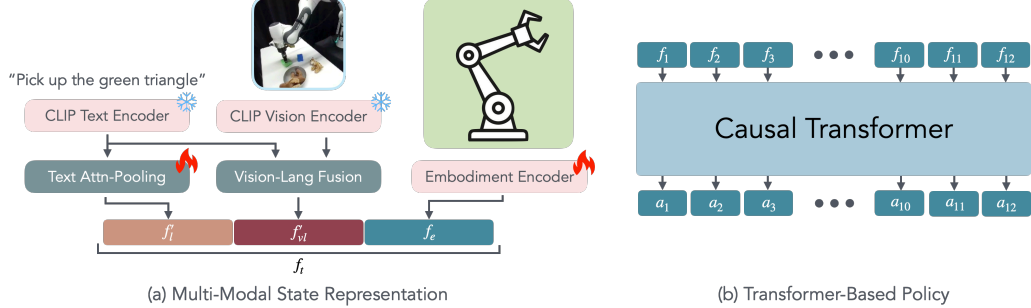 “Pick up the green triangle”
CLIP Text Encoder
CLIP Vision Encoder
Text Attn-Pooling
Vision-Lang Fusion
Embodiment Encoder
f′l f′vl fe
ft
(a) Multi-Modal State Representation
f1 f2 f3 ••• f10 f11 f12
Causal Transformer
a1 a2 a3 ••• a10 a11 a12
(b) Transformer-Based Policy